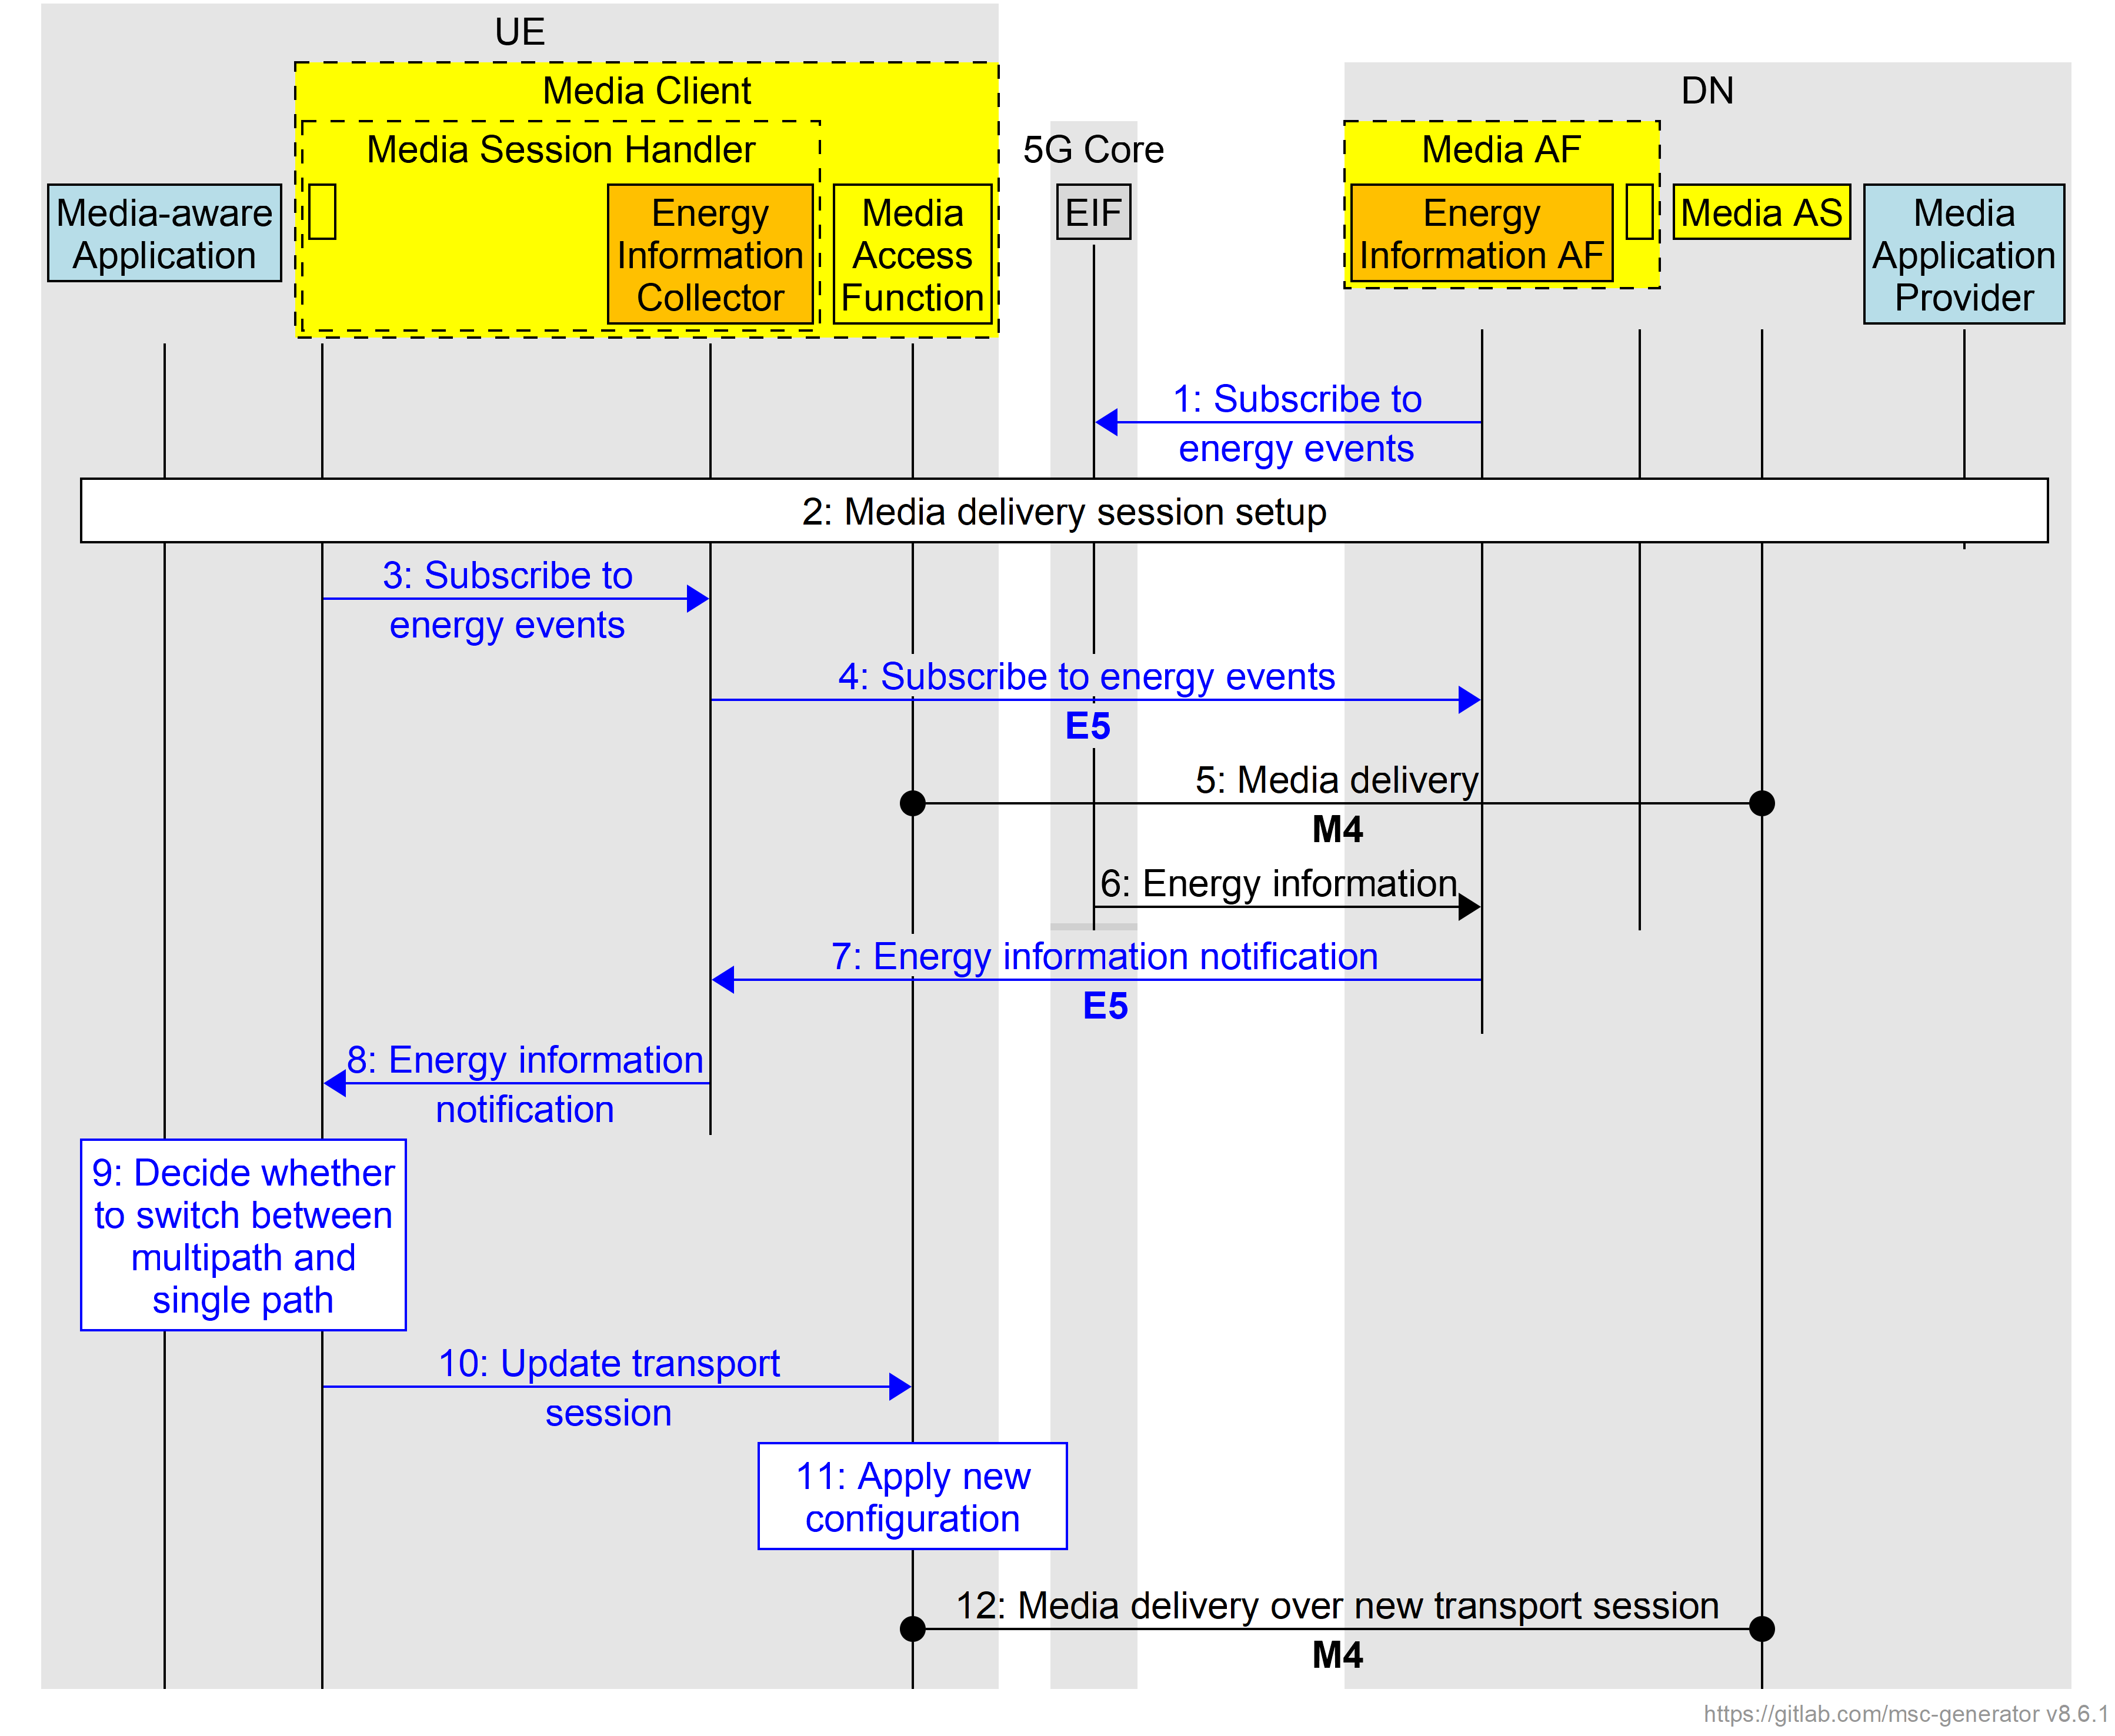 UE
Media Client
DN
Media Session Handler
5G Core
Media AF
Media-aware
Application
Energy
Information
Collector
Media
Access
Function
EIF
Energy
Information AF
Media AS
Media
Application
Provider
1: Subscribe to
energy events
2: Media delivery session setup
3: Subscribe to
energy events
4: Subscribe to energy events
E5
5: Media delivery
M4
6: Energy information
7: Energy information notification
E5
8: Energy information
notification
9: Decide whether
to switch between
multipath and
single path
10: Update transport
session
11: Apply new
configuration
12: Media delivery over new transport session
M4
https://gitlab.com/msc-generator v8.6.1